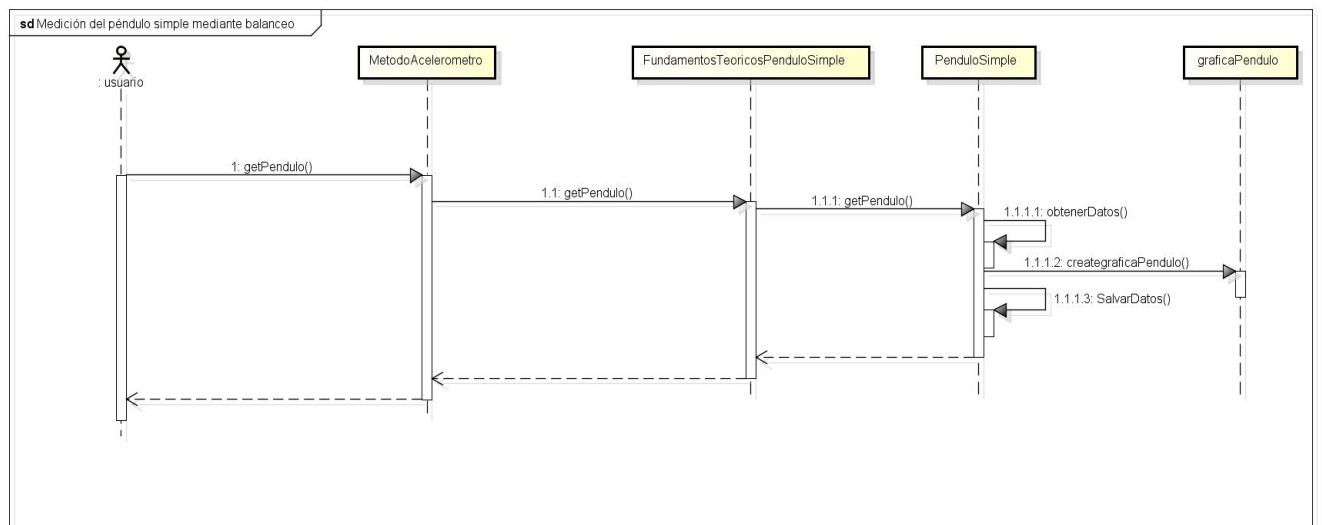 sd Medición del péndulo simple mediante balanceo
: usuario
MetodoAcelerometro
FundamentosTeoricosPenduloSimple
PenduloSimple
graficaPendulo
1: getPendulo()
1.1: getPendulo()
1.1.1: getPendulo()
1.1.1.1: obtenerDatos()
1.1.1.2: creategraficaPendulo()
1.1.1.3: SalvarDatos()